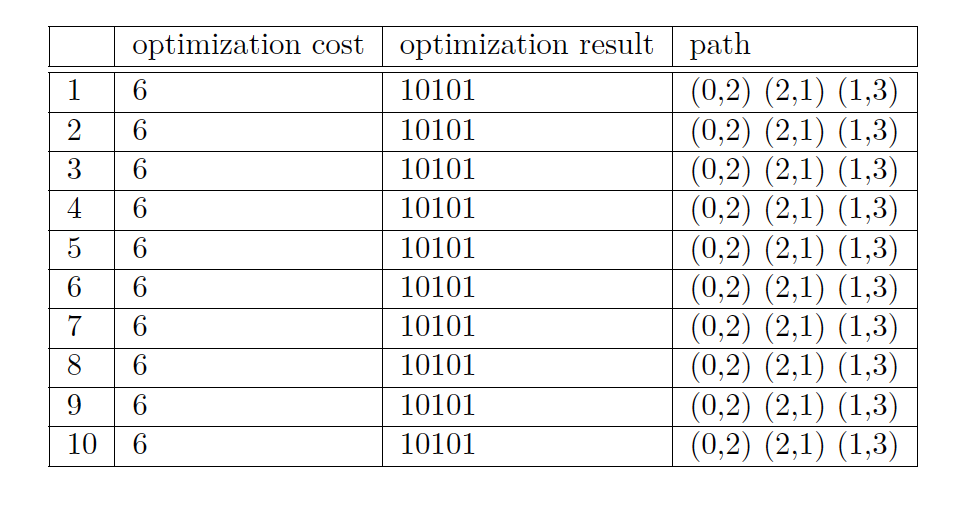 optimization cost optimization result path
1 6 10101 (0,2) (2,1) (1,3)
2 6 10101 (0,2) (2,1) (1,3)
3 6 10101 (0,2) (2,1) (1,3)
4 6 10101 (0,2) (2,1) (1,3)
5 6 10101 (0,2) (2,1) (1,3)
6 6 10101 (0,2) (2,1) (1,3)
7 6 10101 (0,2) (2,1) (1,3)
8 6 10101 (0,2) (2,1) (1,3)
9 6 10101 (0,2) (2,1) (1,3)
10 6 10101 (0,2) (2,1) (1,3)